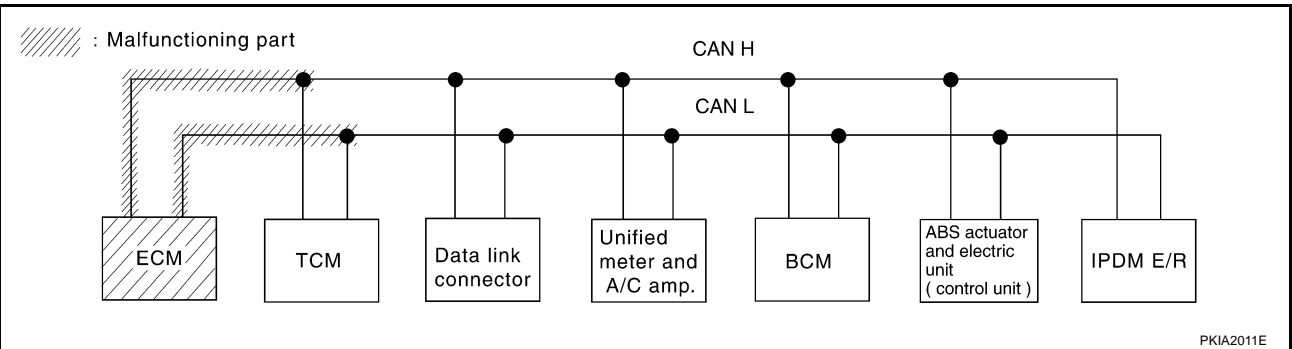 : Malfunctioning part
CAN H
CAN L
ECM
TCM
Data link
connector
Unified
meter and
A/C amp.
BCM
ABS actuator
and electric
unit
( control unit )
IPDM E/R
PKIA2011E